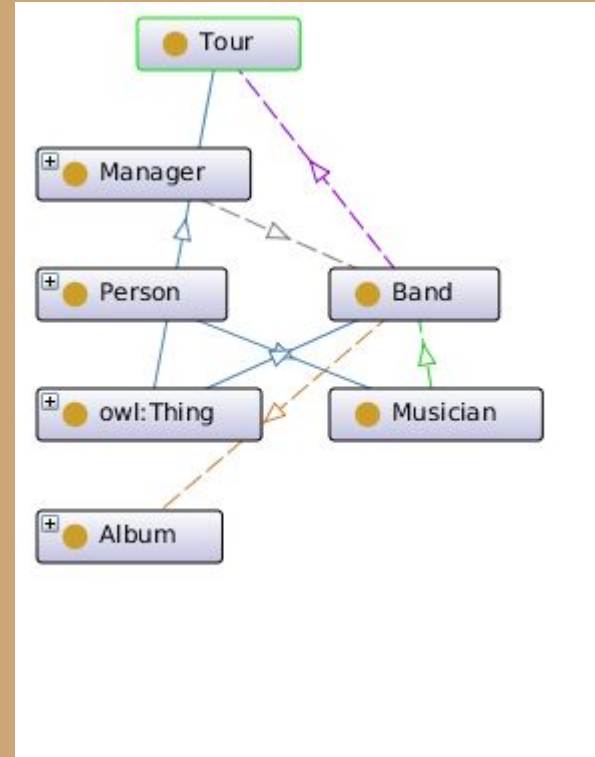 Tour
Manager
Person
Band
owl:Thing
Musician
Album